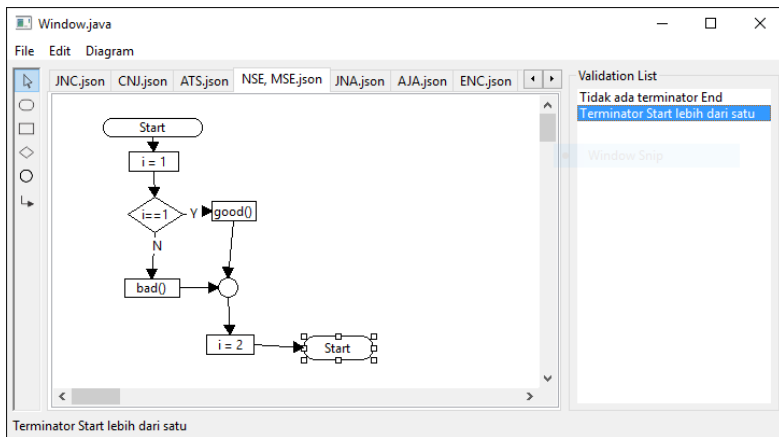 Window.java
File Edit Diagram
JNC.json CNJ.json ATS.json NSE, MSE.json JNA.json AJA.json ENC.json
Validation List
Tidak ada terminator End
Terminator Start lebih dari satu
Window Snip
Start
i = 1
i==1
Y
good()
N
bad()
i = 2
Start
Terminator Start lebih dari satu